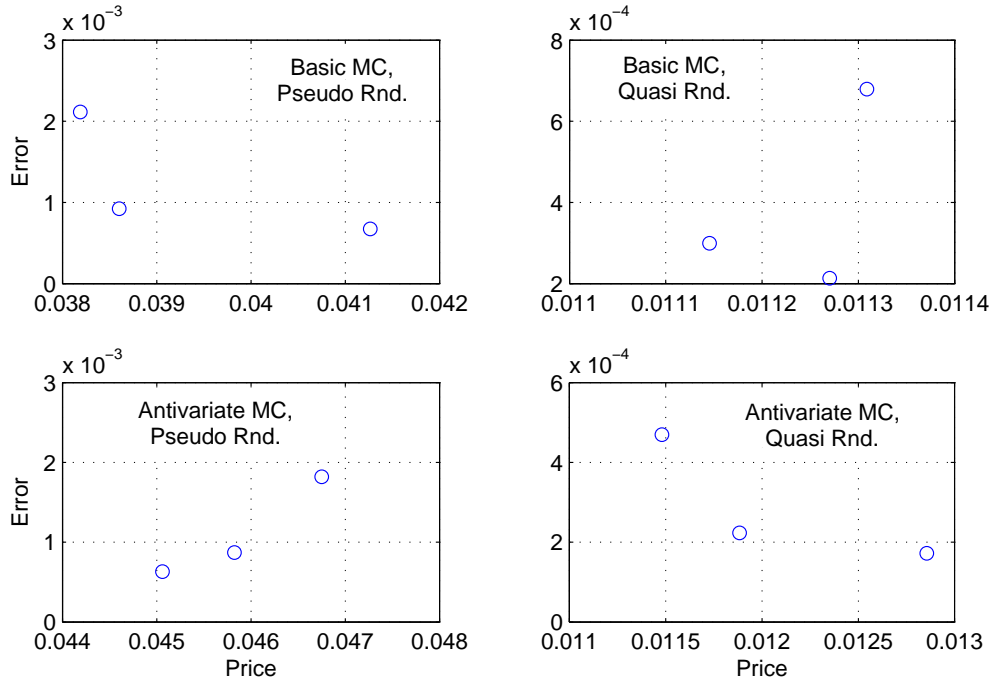 x 10⁻³
3
2
1
0
Error
Basic MC,
Pseudo Rnd.
0.038 0.039 0.04 0.041 0.042
x 10⁻⁴
8
6
4
2
Basic MC,
Quasi Rnd.
0.011 0.0111 0.0112 0.0113 0.0114
x 10⁻³
3
2
1
0
Error
Antivariate MC,
Pseudo Rnd.
0.044 0.045 0.046 0.047 0.048
Price
x 10⁻⁴
6
4
2
0
Antivariate MC,
Quasi Rnd.
0.011 0.0115 0.012 0.0125 0.013
Price